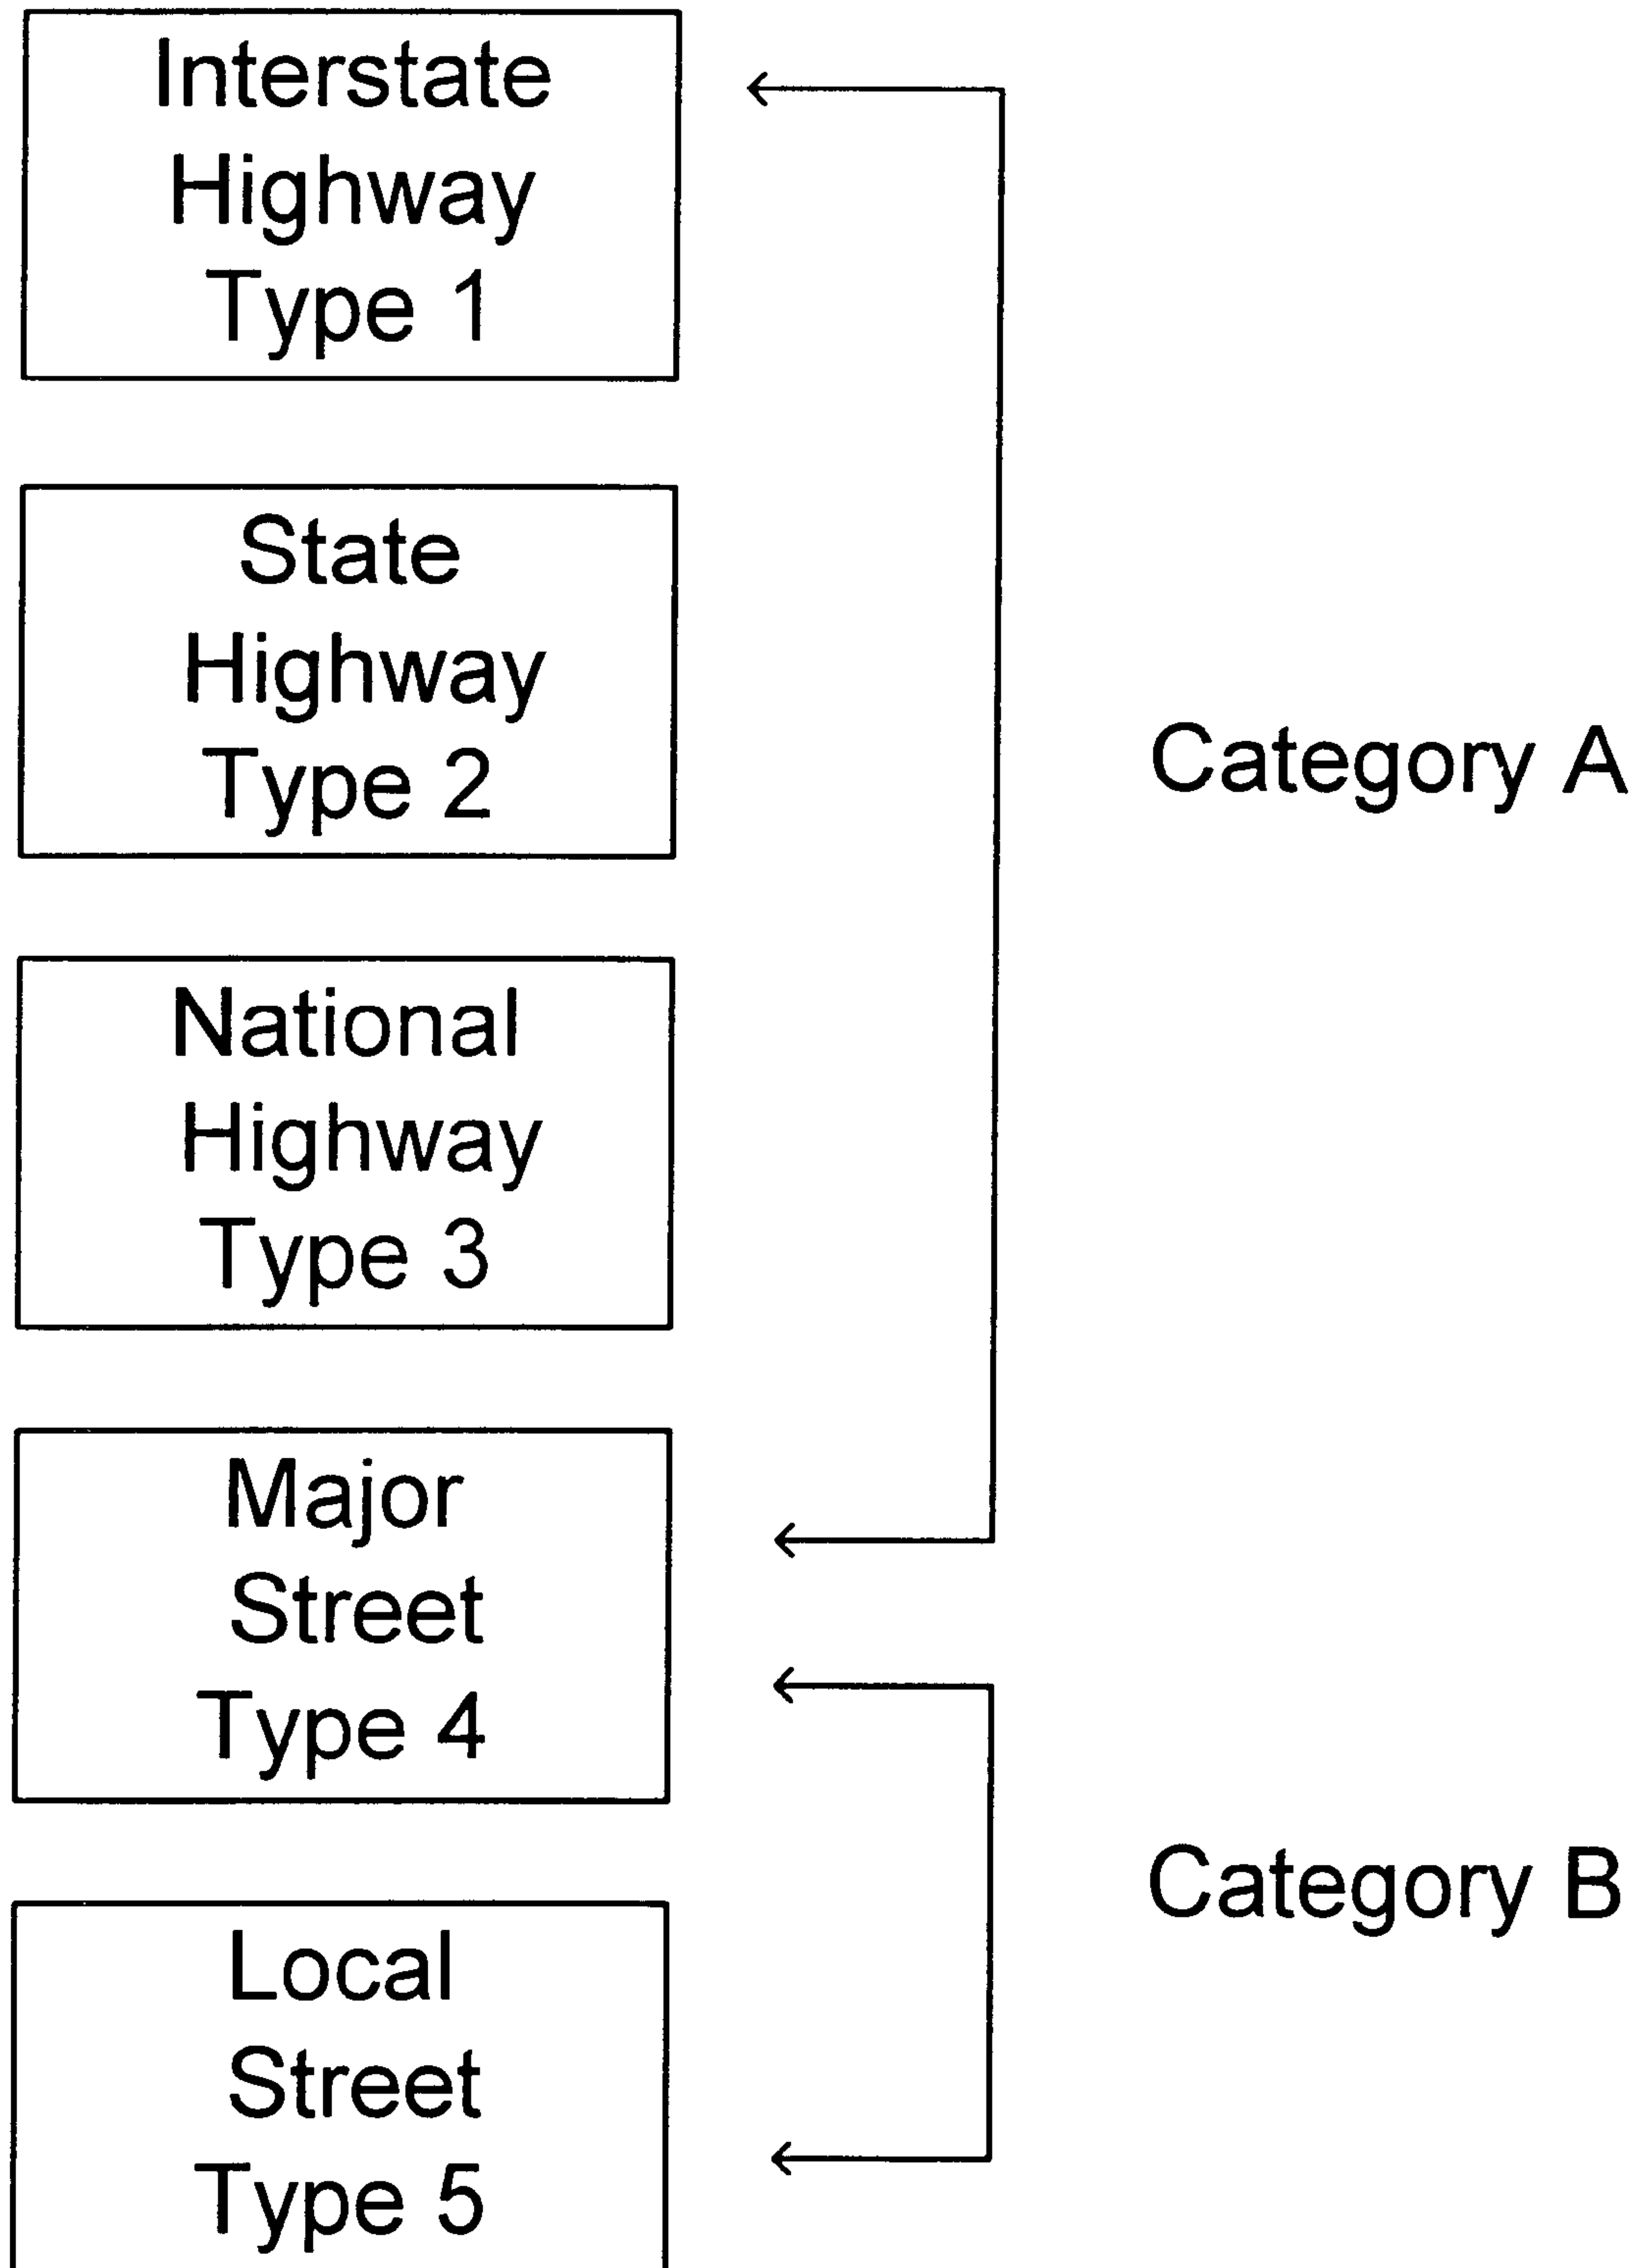 Interstate
Highway
Type 1
State
Highway
Type 2
Category A
National
Highway
Type 3
Major
Street
Type 4
Category B
Local
Street
Type 5